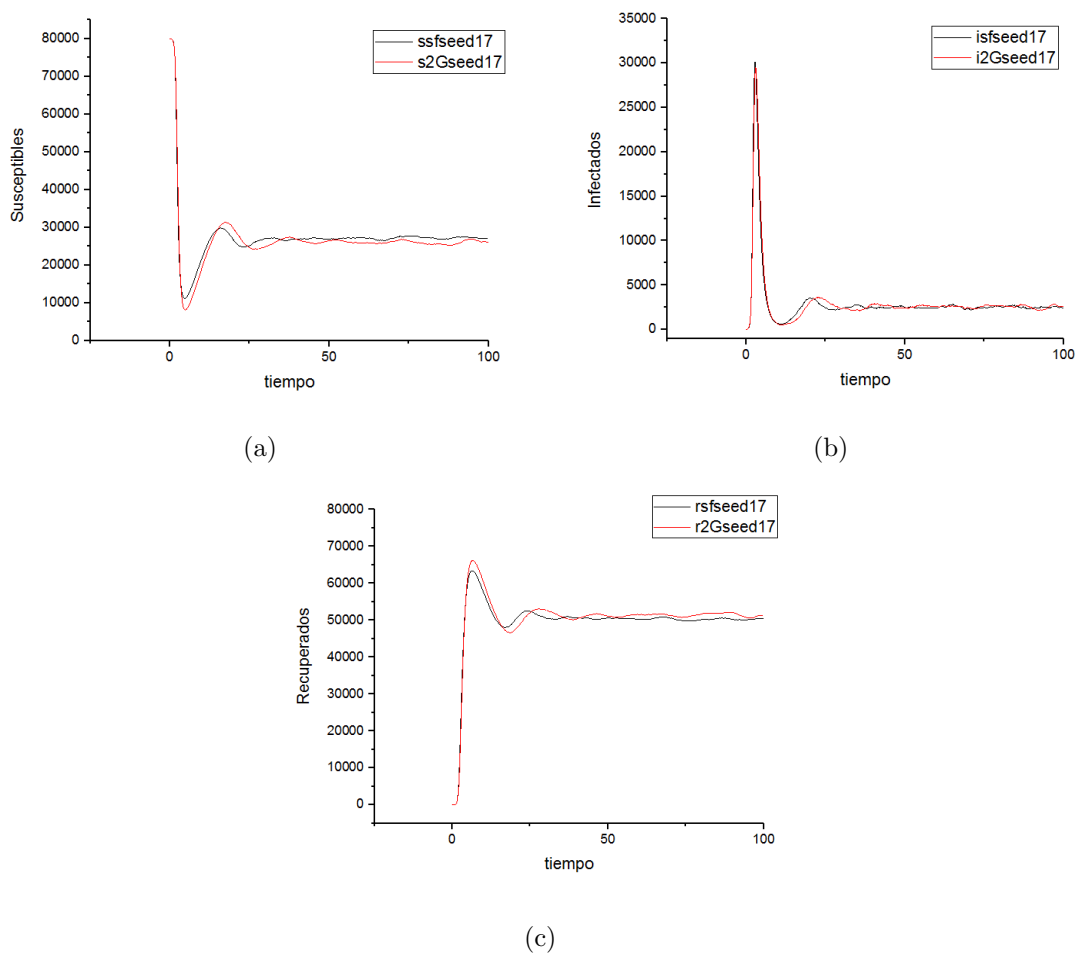 80000
70000
60000
50000
40000
30000
20000
10000
0
Susceptibles
ssfseed17
s2Gseed17
0
50
100
tiempo
(a)
35000
30000
25000
20000
15000
10000
5000
0
Infectados
isfseed17
i2Gseed17
0
50
100
tiempo
(b)
80000
70000
60000
50000
40000
30000
20000
10000
0
Recuperados
rsfseed17
r2Gseed17
0
50
100
tiempo
(c)